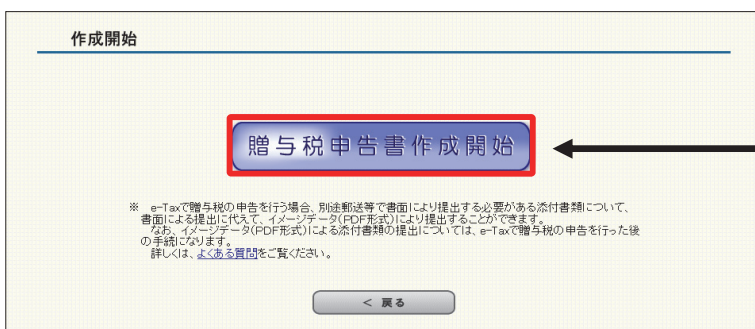 作成開始
贈与税申告書作成開始
※　e-Taxで贈与税の申告を行う場合、別途郵送等で書面により提出する必要がある添付書類について、
書面による提出に代えて、イメージデータ(PDF形式)により提出することができます。
なお、イメージデータ(PDF形式)による添付書類の提出については、e-Taxで贈与税の申告を行った後
の手続になります。
詳しくは、よくある質問をご覧ください。
< 戻る